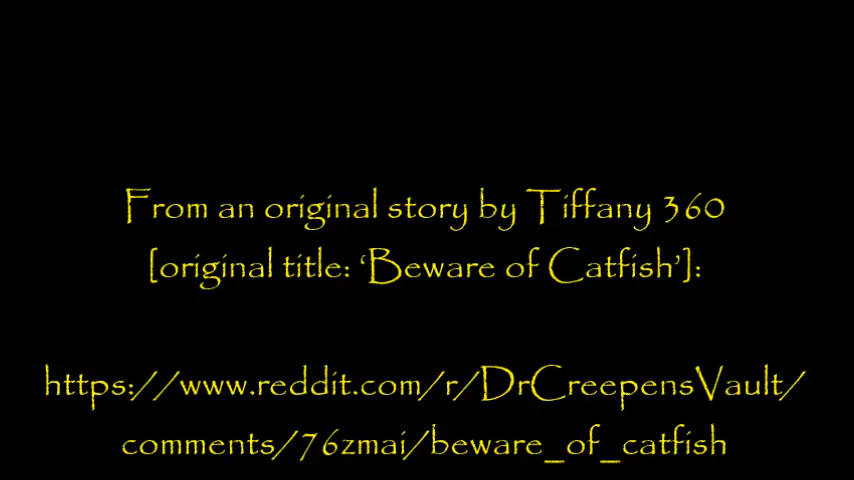 From an original story by Tiffany 360
[original title: ‘Beware of Catfish’]:
https://www.reddit.com/r/DrCreepensVault/
comments/76zmai/beware_of_catfish